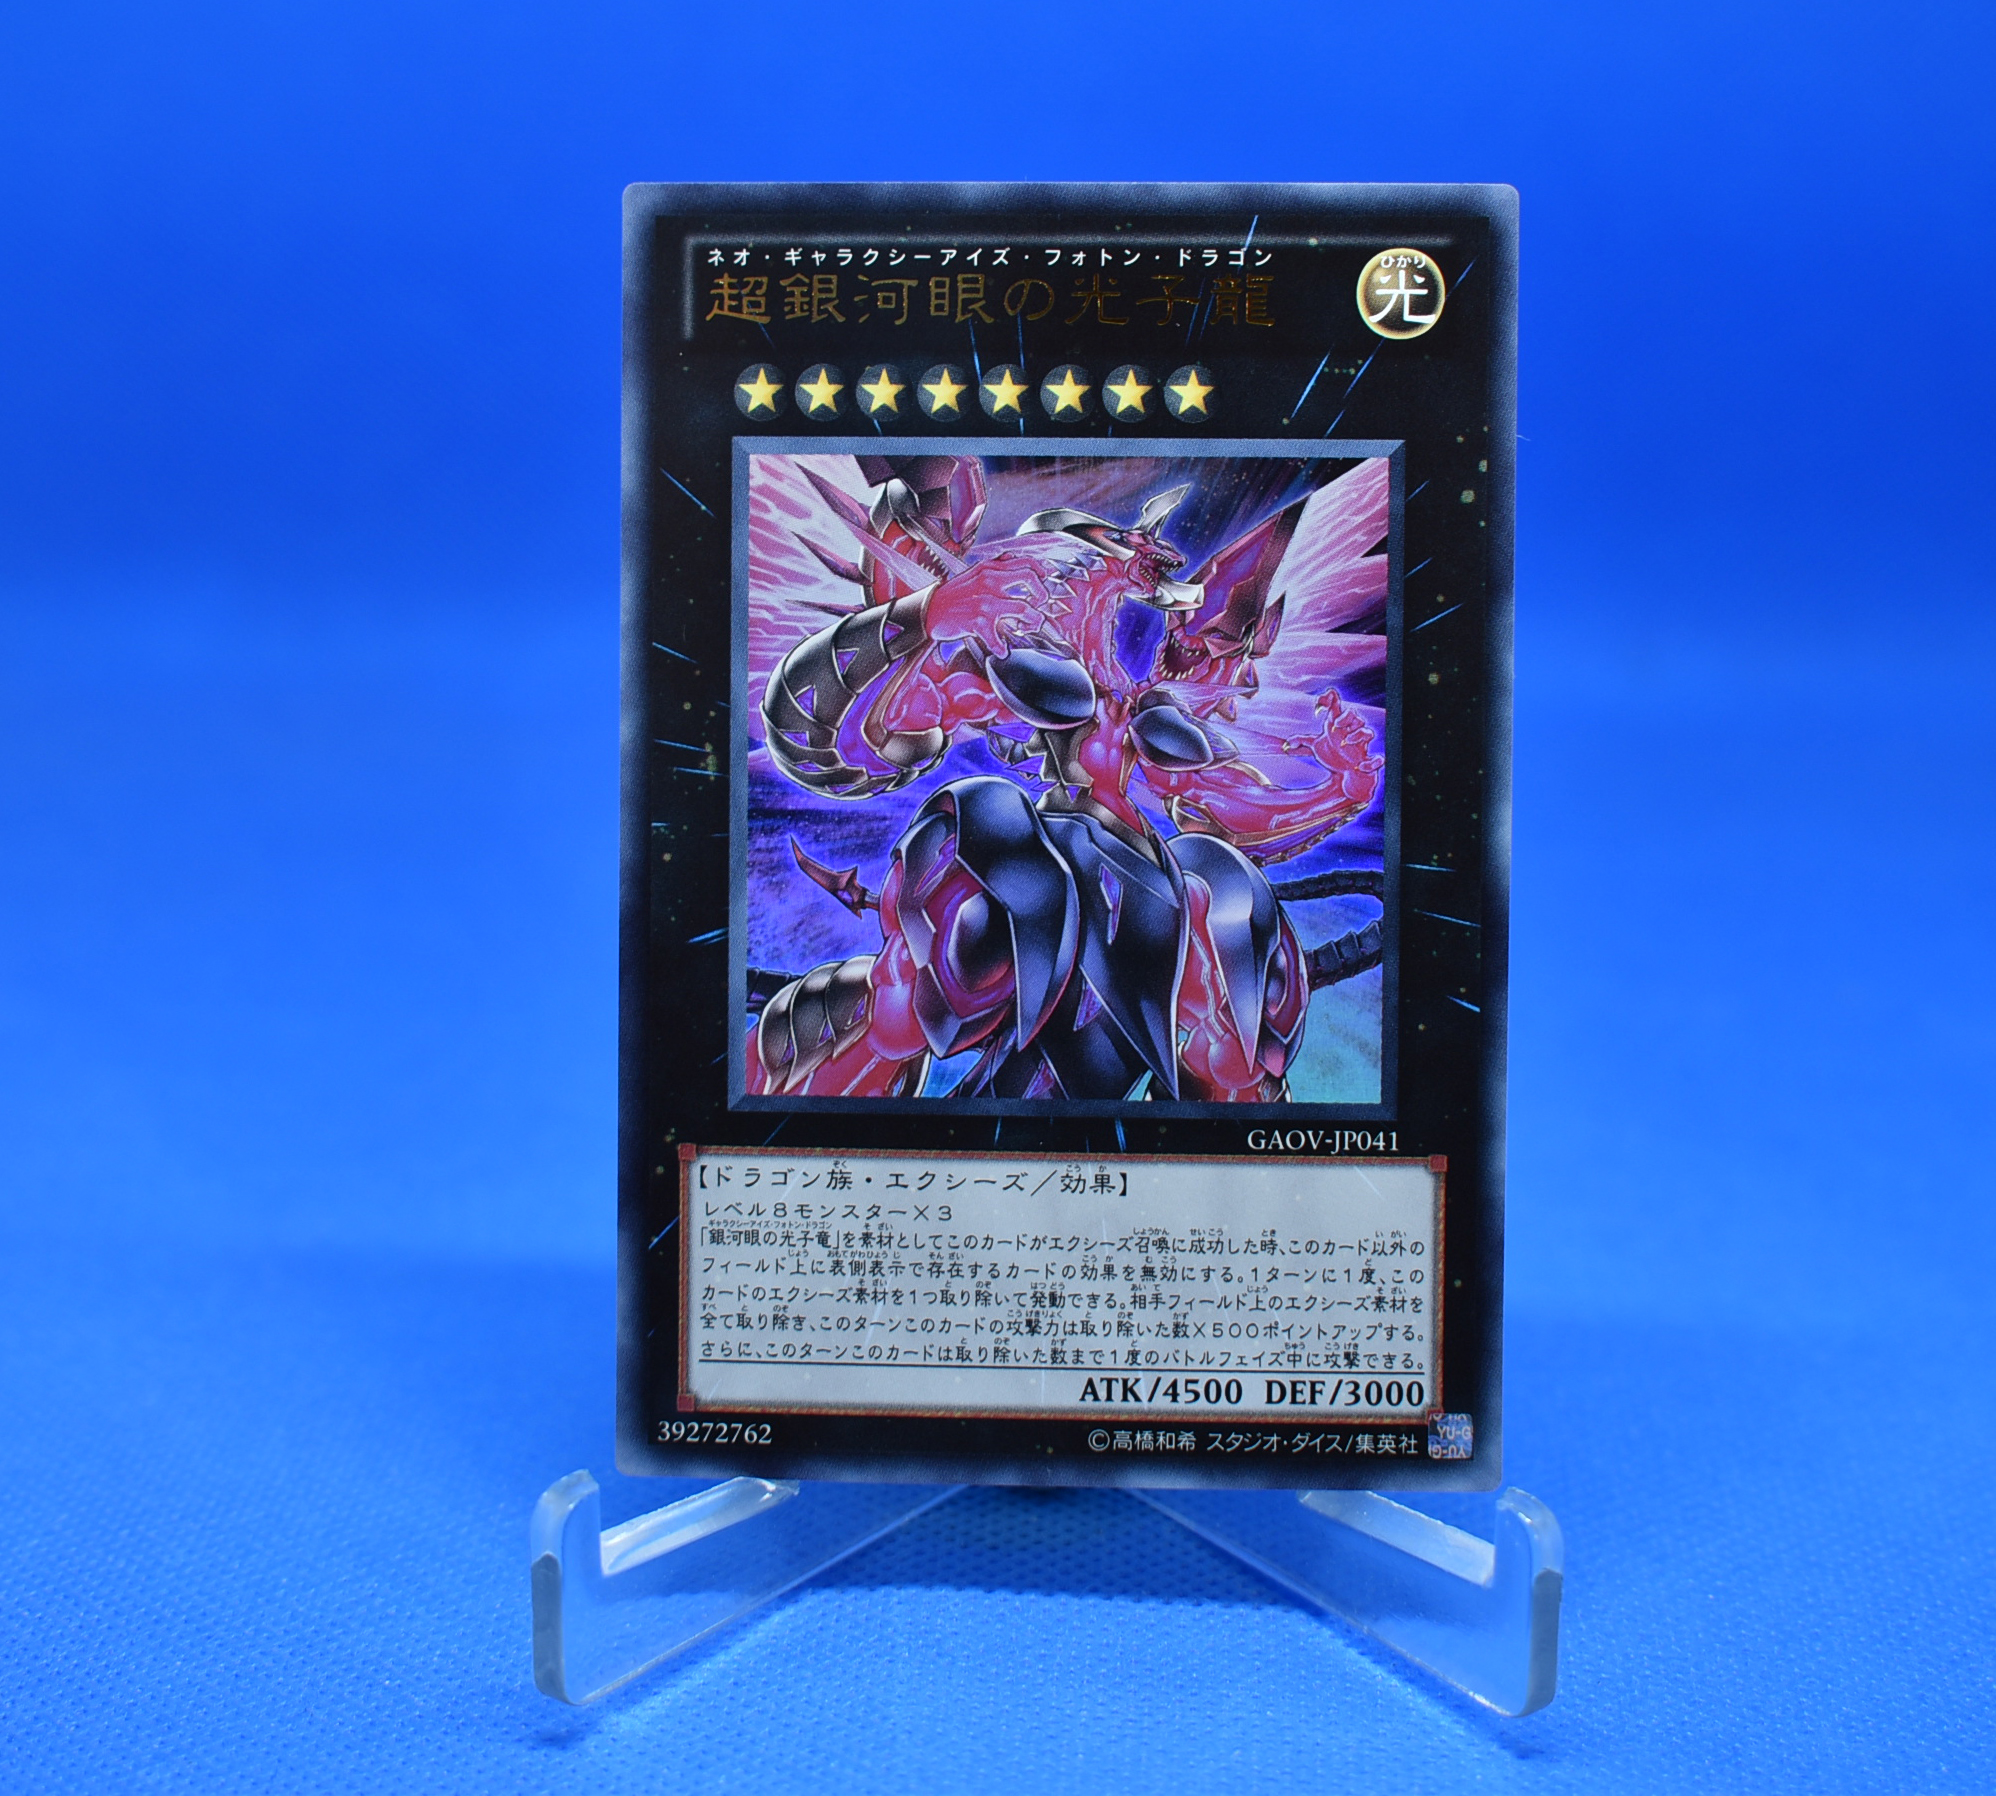 ネオ・ギャラクシーアイズ・フォトン・ドラゴン
超銀河眼の光子龍
ひかり
光
GAOV-JP041
【ドラゴン族・エクシーズ/効果】
レベル8モンスター×3
「銀河眼の光子竜」を素材としてこのカードがエクシーズ召喚に成功した時、このカード以外の
フィールド上に表側表示で存在するカードの効果を無効にする。1ターンに1度、この
カードのエクシーズ素材を1つ取り除いて発動できる。相手フィールド上のエクシーズ素材を
全て取り除き、このターンこのカードの攻撃力は取り除いた数×500ポイントアップする。
さらに、このターンこのカードは取り除いた数まで1度のバトルフェイズ中に攻撃できる。
ATK/4500 DEF/3000
39272762
©高橋和希 スタジオ・ダイス/集英社
YU-G